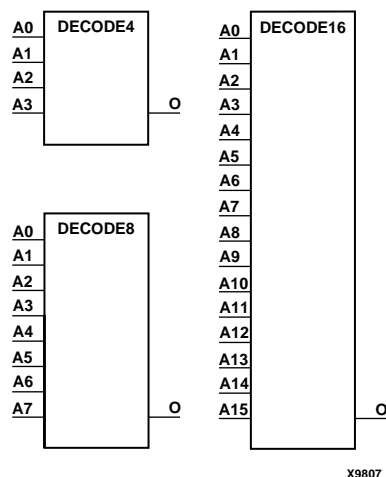 DECODE4
A0
A1
A2
A3
O
DECODE8
A0
A1
A2
A3
A4
A5
A6
A7
O
DECODE16
A0
A1
A2
A3
A4
A5
A6
A7
A8
A9
A10
A11
A12
A13
A14
A15
O
X9807